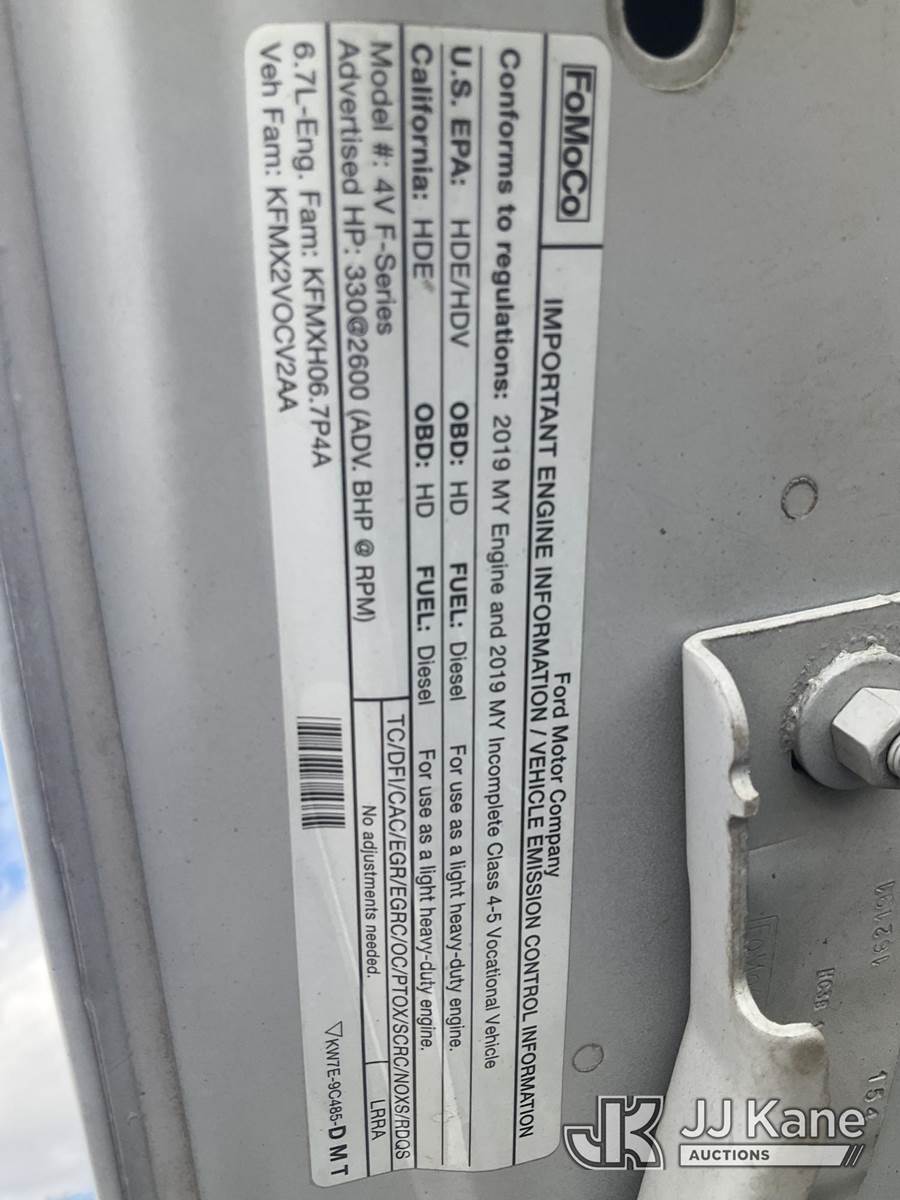 FoMoCo
Ford Motor Company
IMPORTANT ENGINE INFORMATION / VEHICLE EMISSION CONTROL INFORMATION
Conforms to regulations: 2019 MY Engine and 2019 MY Incomplete Class 4-5 Vocational Vehicle
U.S. EPA: HDE/HDV OBD: HD FUEL: Diesel For use as a light heavy-duty engine.
California: HDE OBD: HD FUEL: Diesel For use as a light heavy-duty engine.
Model #: 4V F-Series
Advertised HP: 330@2600 (ADV. BHP @ RPM)
TC/DFI/CAC/EGR/EGRC/OC/PTOX/SCRC/NOXS/RDQS
No adjustments needed.
LRRA
6.7L-Eng. Fam: KFMXH06.7P4A
Veh Fam: KFMX2VOCV2AA
KW7E-9C485-DMT
JK JJ Kane
AUCTIONS